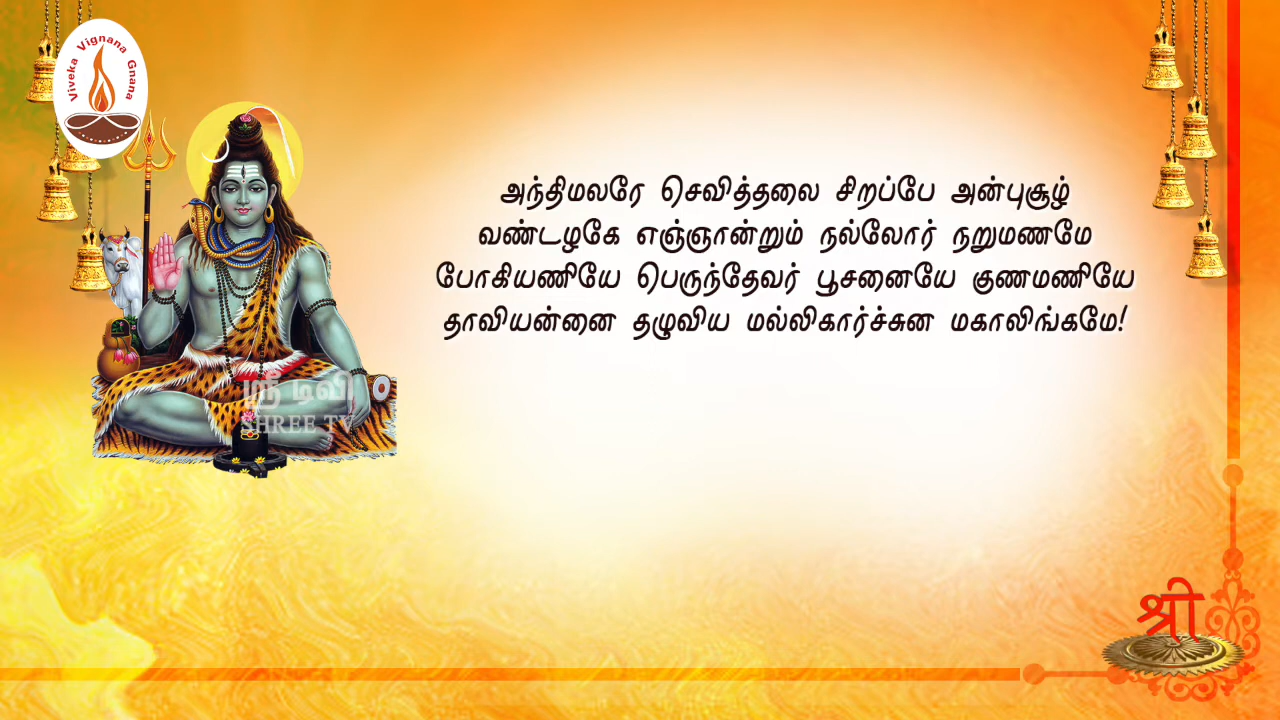 Viveka Vignana Gnana
அந்திமலரே செவித்தலை சிறப்பே அன்புசூழ்
வண்டழகே எஞ்ஞான்றும் நல்லோர் நறுமணமே
போகியணியே பெருந்தேவர் பூசனையே குணமணியே
தாவியன்னை தழுவிய மல்லிகார்ச்சுன மகாலிங்கமே!
ஸ்ரீ டிவி
SHREE TV
श्री